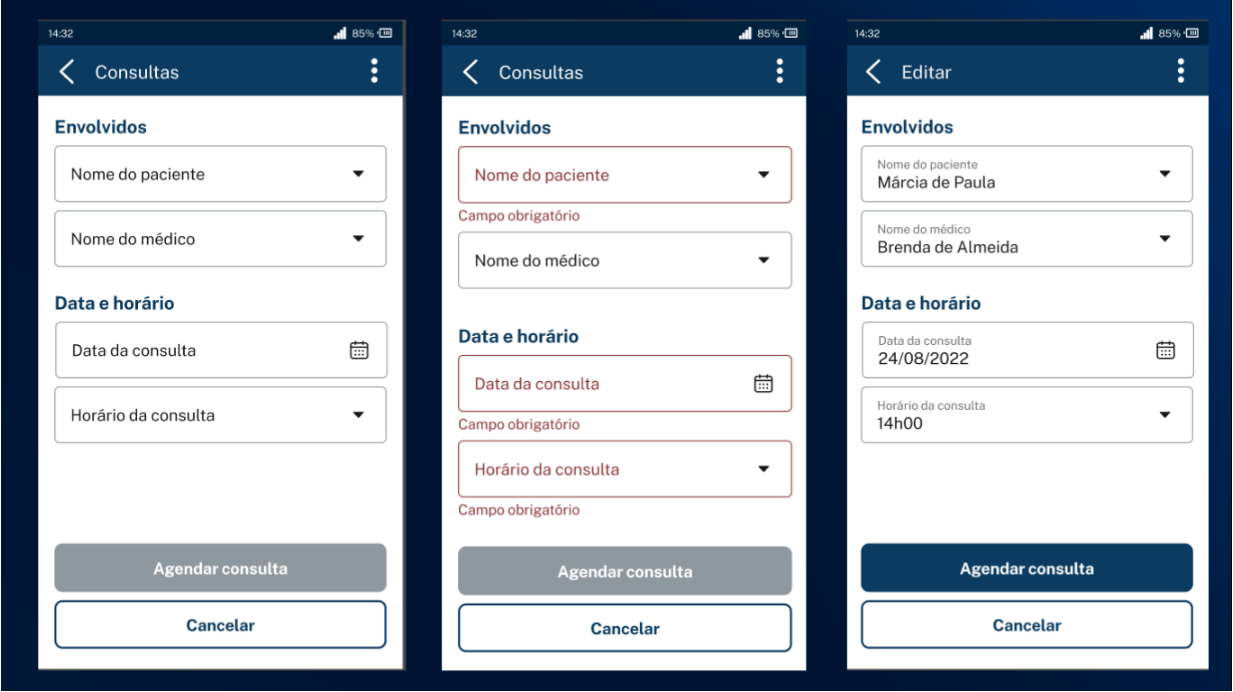 14:32
85%
Consultas
Envolvidos
Nome do paciente
Nome do médico
Data e horário
Data da consulta
Horário da consulta
Agendar consulta
Cancelar
14:32
85%
Consultas
Envolvidos
Nome do paciente
Campo obrigatório
Nome do médico
Data e horário
Data da consulta
Campo obrigatório
Horário da consulta
Campo obrigatório
Agendar consulta
Cancelar
14:32
85%
Editar
Envolvidos
Nome do paciente
Márcia de Paula
Nome do médico
Brenda de Almeida
Data e horário
Data da consulta
24/08/2022
Horário da consulta
14h00
Agendar consulta
Cancelar